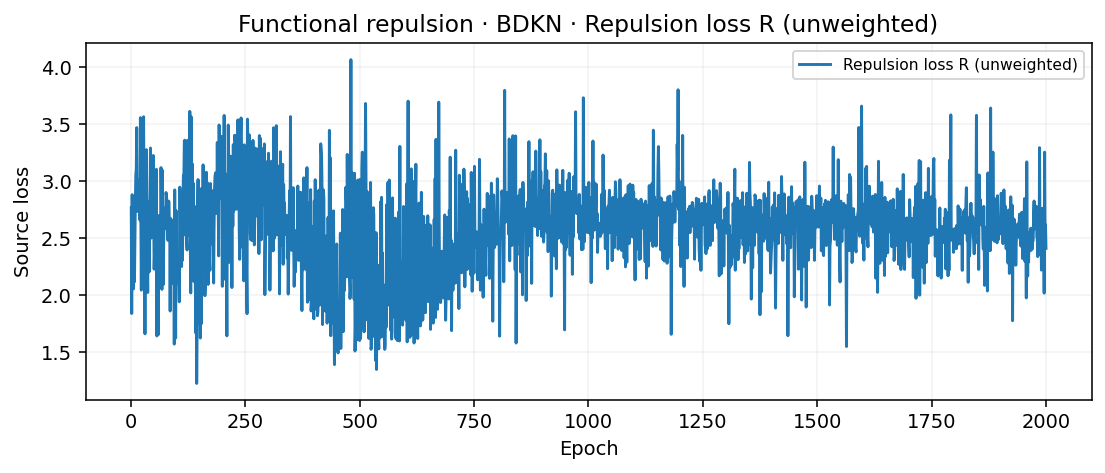 Functional repulsion · BDKN · Repulsion loss R (unweighted)
Repulsion loss R (unweighted)
Source loss
4.0
3.5
3.0
2.5
2.0
1.5
0 250 500 750 1000 1250 1500 1750 2000
Epoch